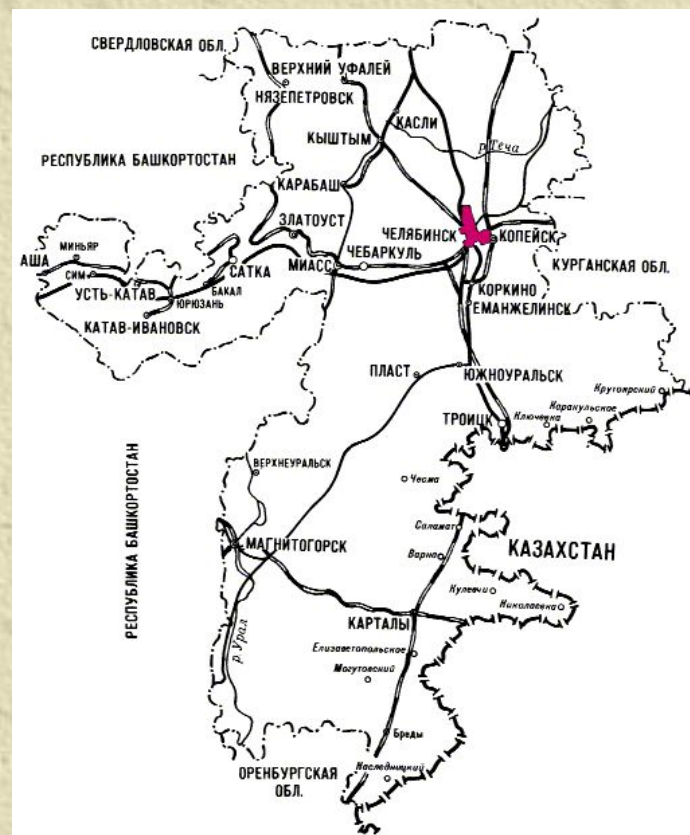 СВЕРДЛОВСКАЯ ОБЛ.
ВЕРХНИЙ УФАЛЕЙ
НЯЗЕПЕТРОВСК
КАСЛИ
КЫШТЫМ
р. Теча
РЕСПУБЛИКА БАШКОРТОСТАН
КАРАБАШ
ЗЛАТОУСТ
ЧЕЛЯБИНСК
КОПЕЙСК
МИНЬЯР
АША
СИМ
САТКА
МИАСС
ЧЕБАРКУЛЬ
КУРГАНСКАЯ ОБЛ.
УСТЬ-КАТАВ
БАКАЛ
ЮРЮЗАНЬ
КОРКИНО
ЕМАНЖЕЛИНСК
КАТАВ-ИВАНОВСК
ПЛАСТ
ЮЖНОУРАЛЬСК
Крутоярский
ТРОИЦК
Ключевка
Каракульское
ВЕРХНЕУРАЛЬСК
Чесма
РЕСПУБЛИКА БАШКОРТОСТАН
Саламат
МАГНИТОГОРСК
Варна
КАЗАХСТАН
Кулевчи
Николаевка
КАРТАЛЫ
р. Урал
Елизаветопольское
Могутовский
Бреды
ОРЕНБУРГСКАЯ
ОБЛ.
Наследницкий